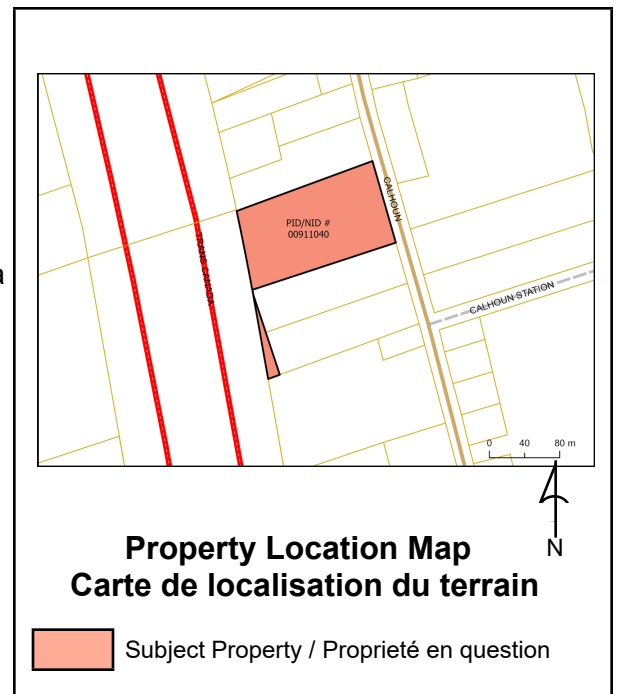 a
PID/NID #
00911040
CALHOUN
TRANS CANADA
CALHOUN STATION
0 40 80 m
N
Property Location Map
Carte de localisation du terrain
Subject Property / Proprieté en question